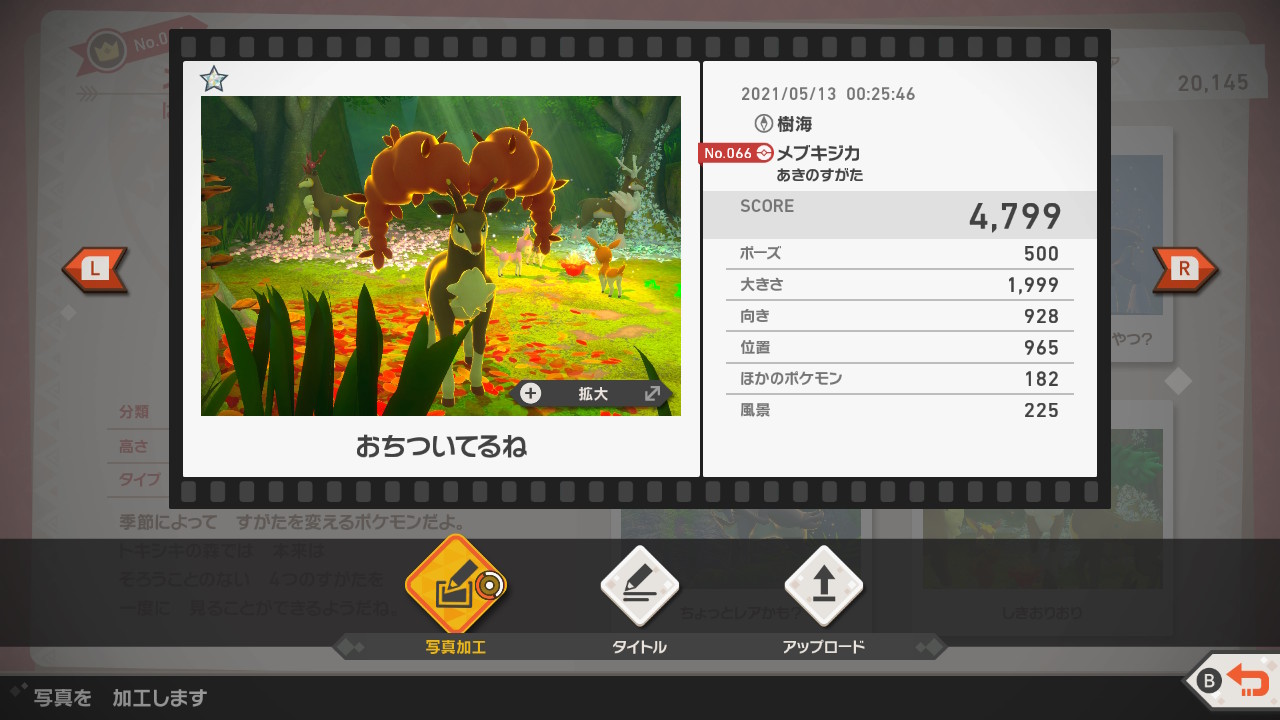 No.0
20,145
2021/05/13 00:25:46
樹海
No.066 メブキジカ
あきのすがた
SCORE 4,799
ポーズ 500
大きさ 1,999
向き 928
位置 965
ほかのポケモン 182
風景 225
L
R
拡大
おちついてるね
やつ?
分類
高さ
タイプ
季節によって すがたを変えるポケモンだよ。
トキシキの森では 本来は
そろうことのない 4つのすがたを
一度に 見ることができるようだね。
ちょっとレアかも?
しきおりおり
写真加工
タイトル
アップロード
写真を 加工します
B